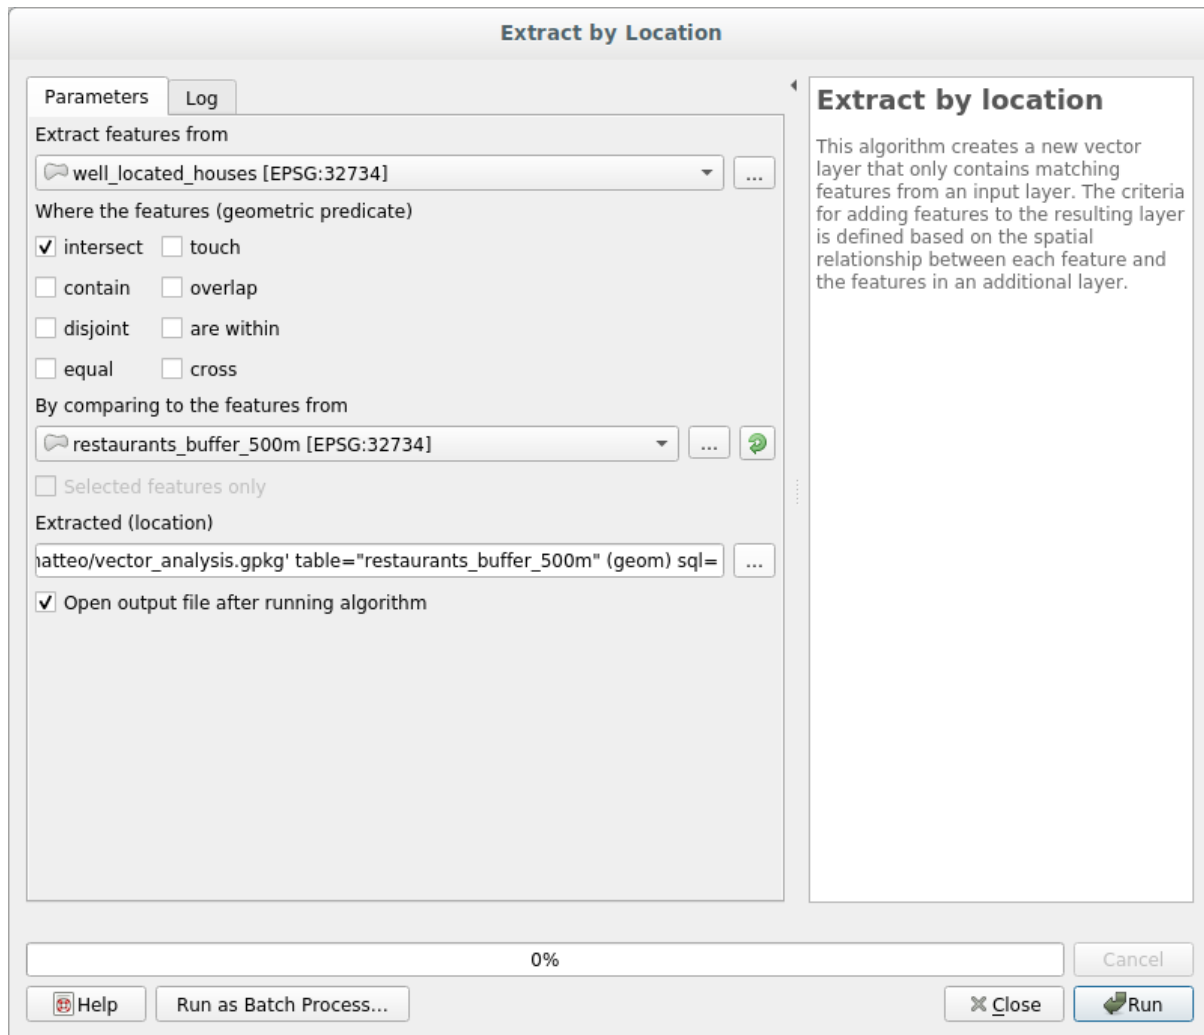 Extract by Location
Parameters
Log
Extract features from
well_located_houses [EPSG:32734]
...
Where the features (geometric predicate)
intersect
touch
contain
overlap
disjoint
are within
equal
cross
By comparing to the features from
restaurants_buffer_500m [EPSG:32734]
...
Selected features only
Extracted (location)
natteo/vector_analysis.gpkg' table="restaurants_buffer_500m" (geom) sql=
...
Open output file after running algorithm
Extract by location
This algorithm creates a new vector
layer that only contains matching
features from an input layer. The criteria
for adding features to the resulting layer
is defined based on the spatial
relationship between each feature and
the features in an additional layer.
0%
Cancel
Help
Run as Batch Process...
Close
Run